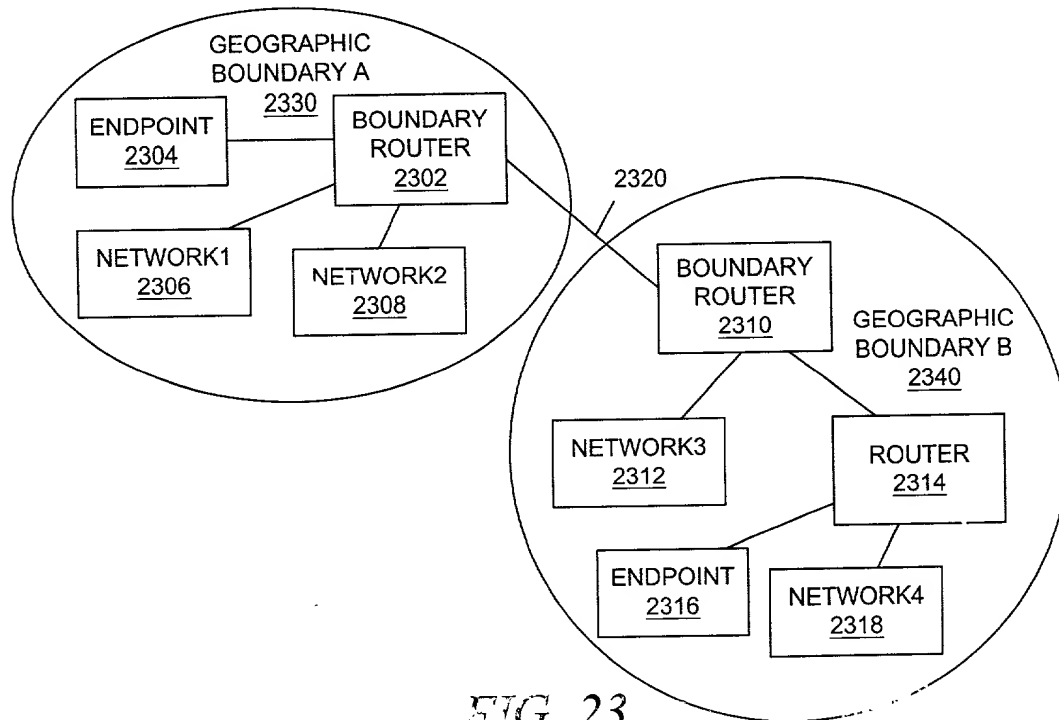 GEOGRAPHIC
BOUNDARY A
2330
ENDPOINT
2304
BOUNDARY
ROUTER
2302
2320
NETWORK1
2306
NETWORK2
2308
BOUNDARY
ROUTER
2310
GEOGRAPHIC
BOUNDARY B
2340
NETWORK3
2312
ROUTER
2314
ENDPOINT
2316
NETWORK4
2318
FIG. 23